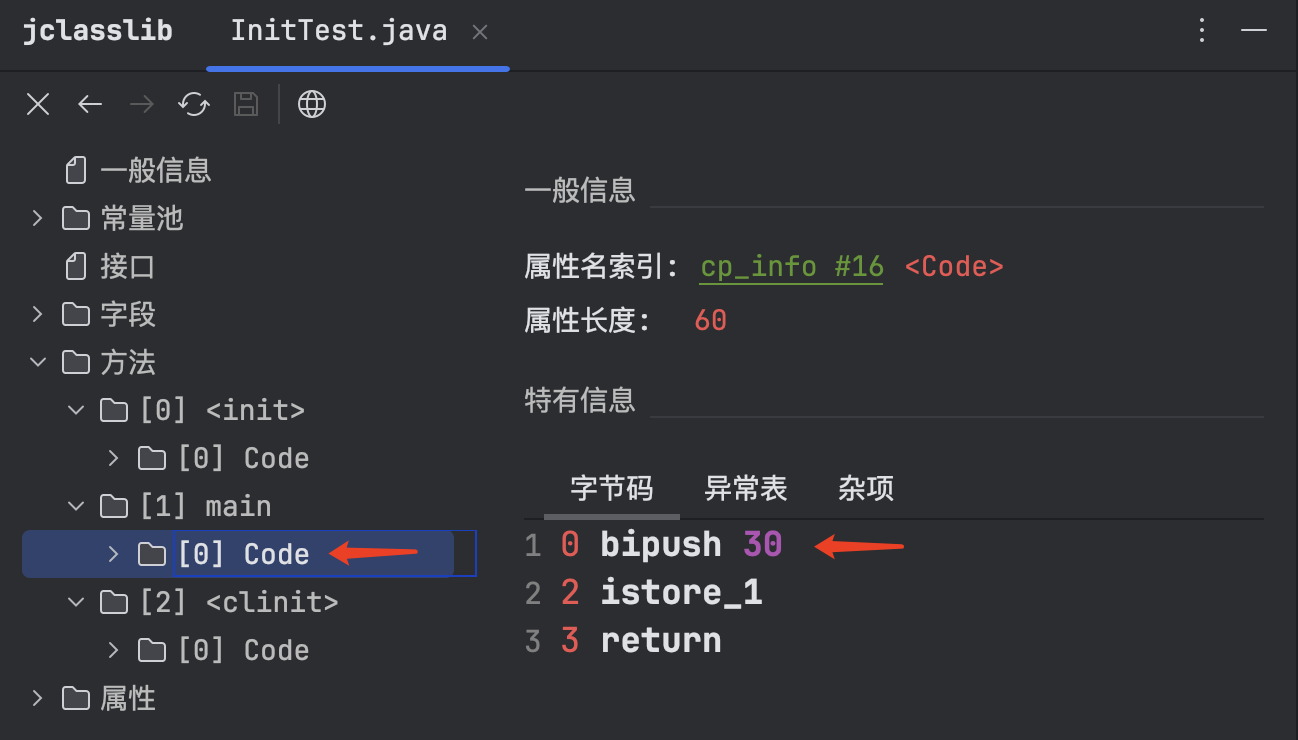 jclasslib InitTest.java
一般信息
常量池
接口
字段
方法
[0] <init>
[0] Code
[1] main
[0] Code
[2] <clinit>
[0] Code
属性
一般信息
属性名索引: cp_info #16 <Code>
属性长度: 60
特有信息
字节码 异常表 杂项
1 0 bipush 30
2 2 istore_1
3 3 return